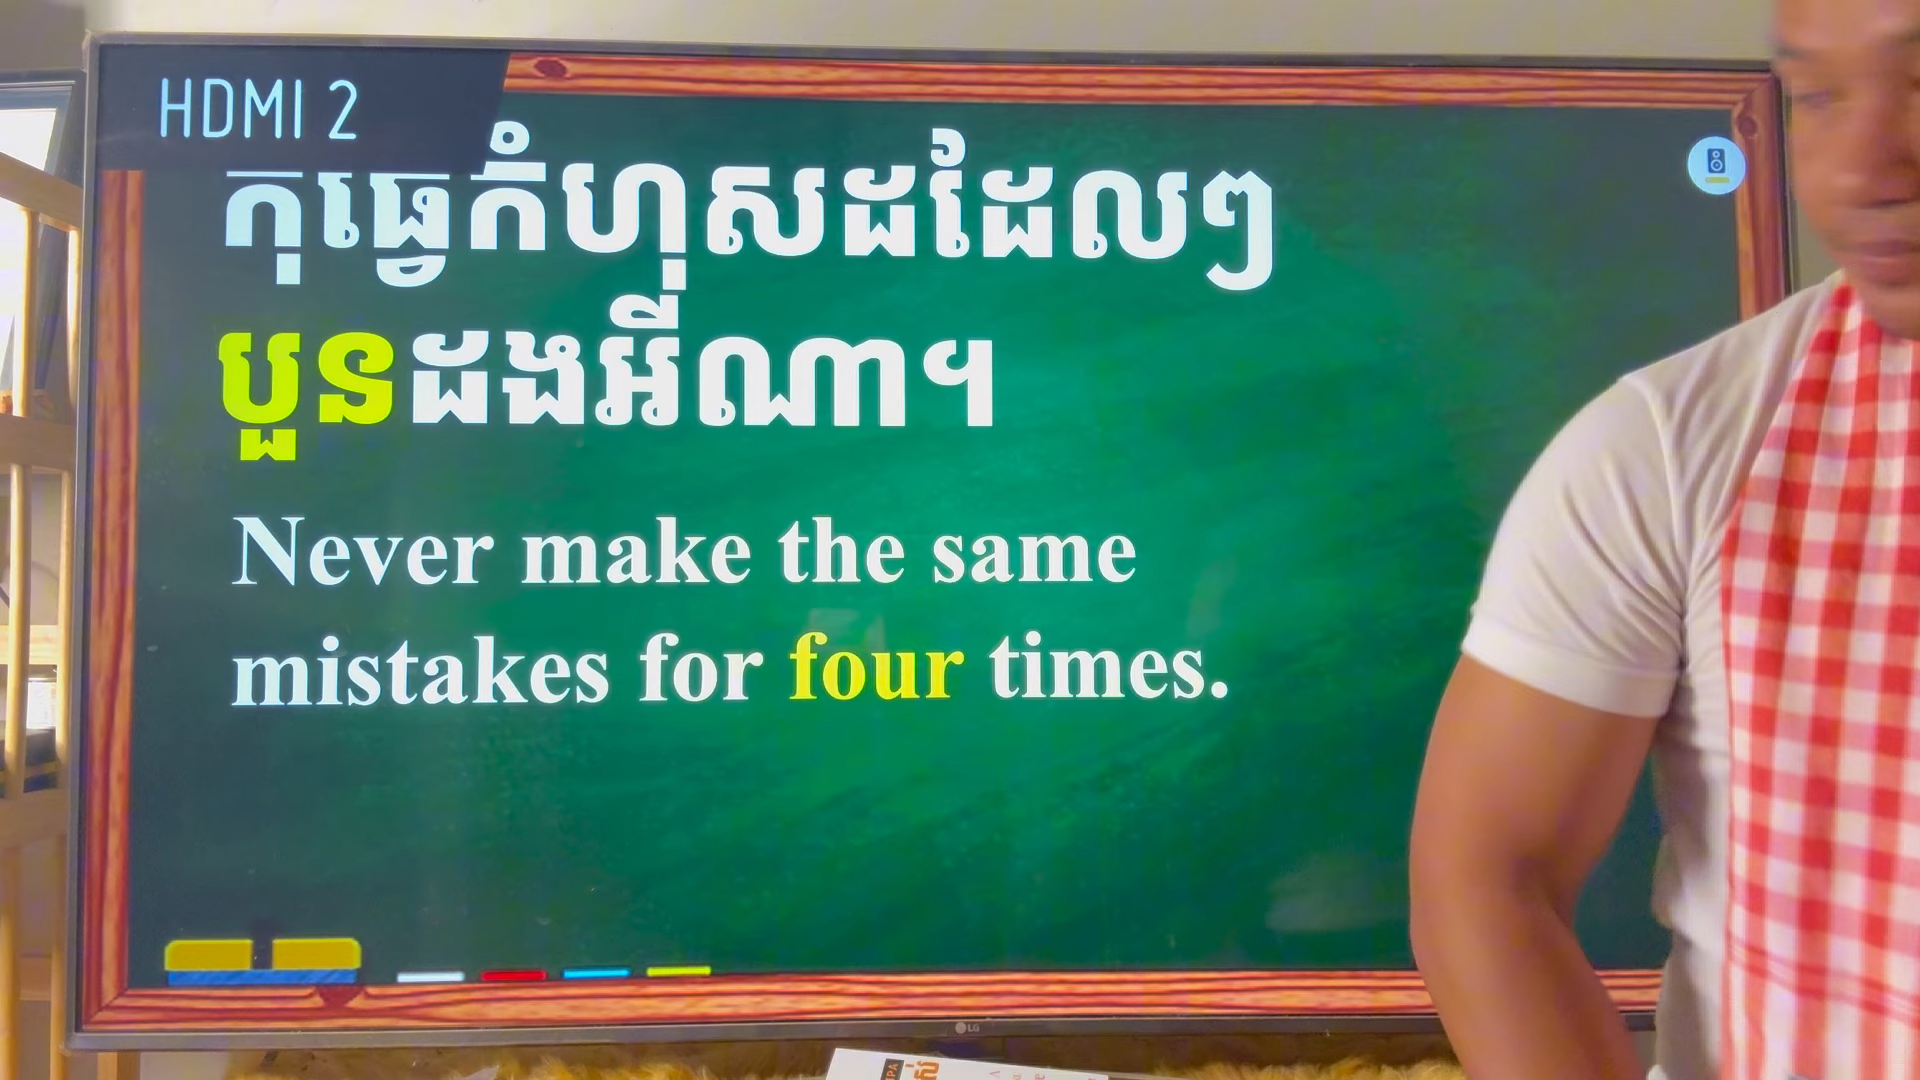 HDMI 2
កុធ្វេកំហុសដដែលៗ
បួនដងអីណា។
Never make the same
mistakes for four times.
LG
IPA